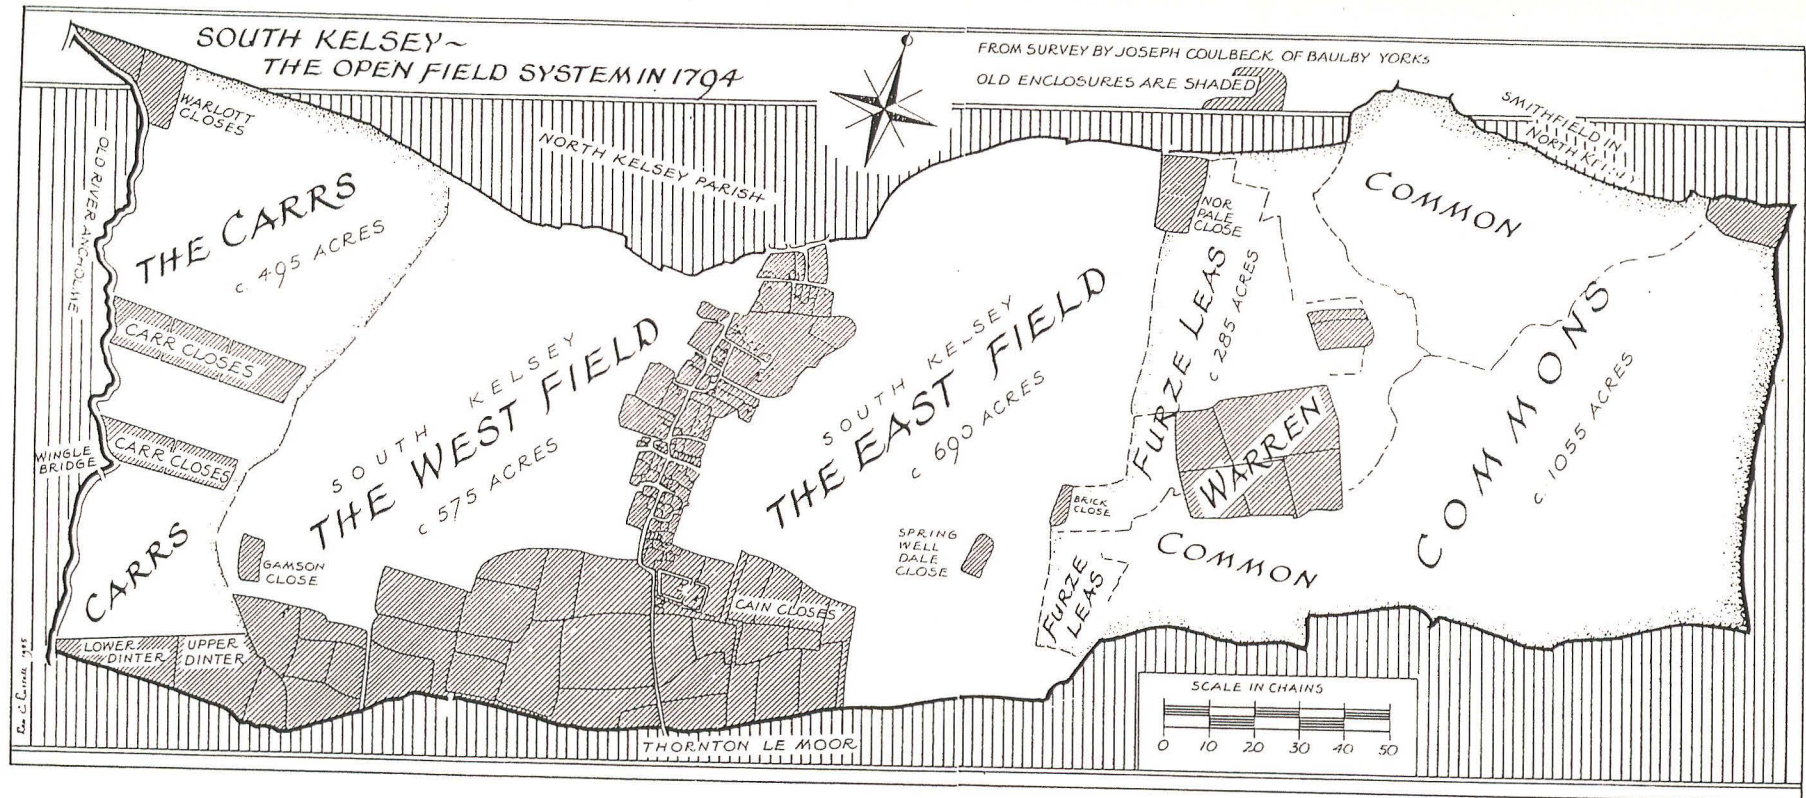 SOUTH KELSEY~
THE OPEN FIELD SYSTEM IN 1794
FROM SURVEY BY JOSEPH COULBECK OF BAULBY YORKS
OLD ENCLOSURES ARE SHADED
WARLOTT
CLOSES
OLD RIVER ANCHOLME
NORTH KELSEY PARISH
SMITHFIELD IN
NORTH KELSEY
THE CARRS
c. 495 ACRES
CARR CLOSES
CARR CLOSES
WINGLE
BRIDGE
CARRS
LOWER
DINTER
UPPER
DINTER
GAMSON
CLOSE
SOUTH KELSEY
THE WEST FIELD
c 575 ACRES
SOUTH KELSEY
THE EAST FIELD
c 690 ACRES
CAIN CLOSES
SPRING
WELL
DALE
CLOSE
BRICK
CLOSE
NOR
PALE
CLOSE
FURZE LEAS
c 285 ACRES
WARREN
FURZE
LEAS
COMMON
COMMON
COMMONS
c. 1055 ACRES
THORNTON LE MOOR
SCALE IN CHAINS
0 10 20 30 40 50